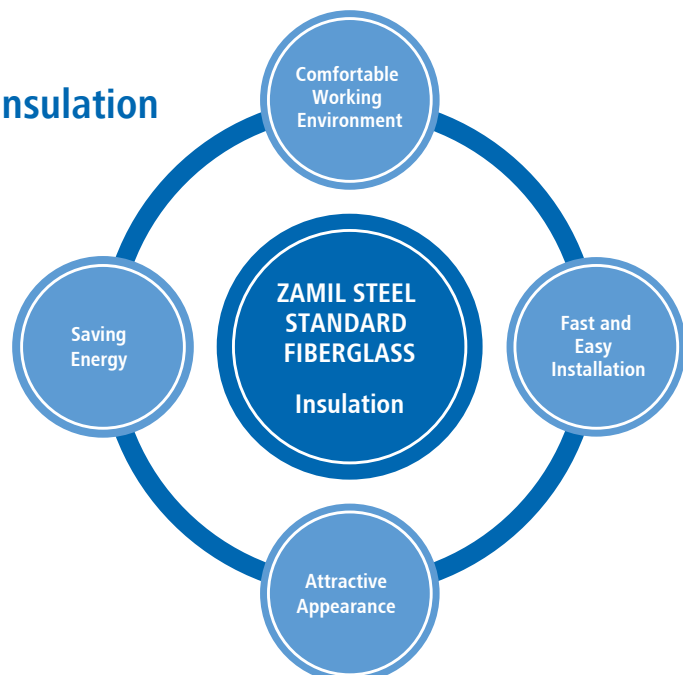 nsulation
Comfortable
Working
Environment
ZAMIL STEEL
STANDARD
FIBERGLASS
Insulation
Saving
Energy
Fast and
Easy
Installation
Attractive
Appearance